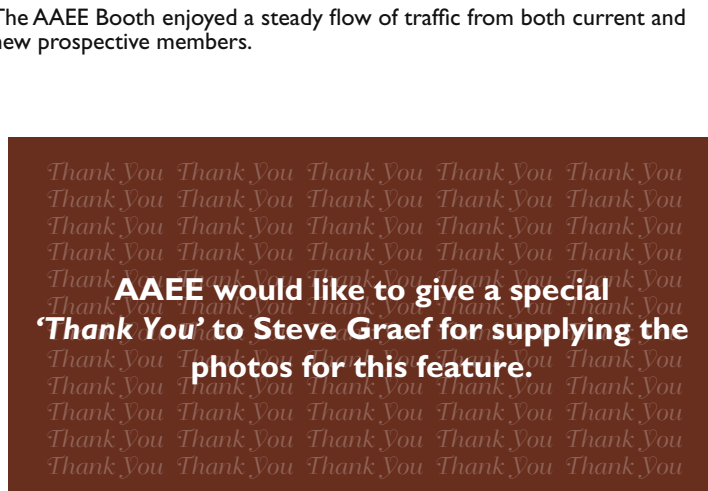 The AAEE Booth enjoyed a steady flow of traffic from both current and
new prospective members.
Thank You Thank You Thank You Thank You Thank You
Thank You Thank You Thank You Thank You Thank You
Thank You Thank You Thank You Thank You Thank You
Thank You Thank You Thank You Thank You Thank You
AAEE would like to give a special
‘Thank You’ to Steve Graef for supplying the
photos for this feature.
Thank You Thank You Thank You Thank You Thank You
Thank You Thank You Thank You Thank You Thank You
Thank You Thank You Thank You Thank You Thank You
Thank You Thank You Thank You Thank You Thank You